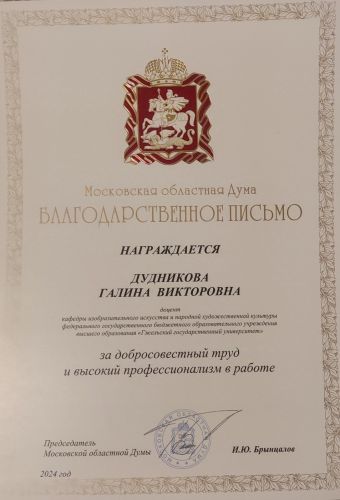 Московская областная Дума
БЛАГОДАРСТВЕННОЕ ПИСЬМО
НАГРАЖДАЕТСЯ
ДУДНИКОВА
ГАЛИНА ВИКТОРОВНА
доцент
кафедры изобразительного искусства и народной художественной культуры
федерального государственного бюджетного образовательного учреждения
высшего образования «Гжельский государственный университет»
за добросовестный труд
и высокий профессионализм в работе
Председатель
Московской областной Думы
И.Ю. Брынцалов
2024 год